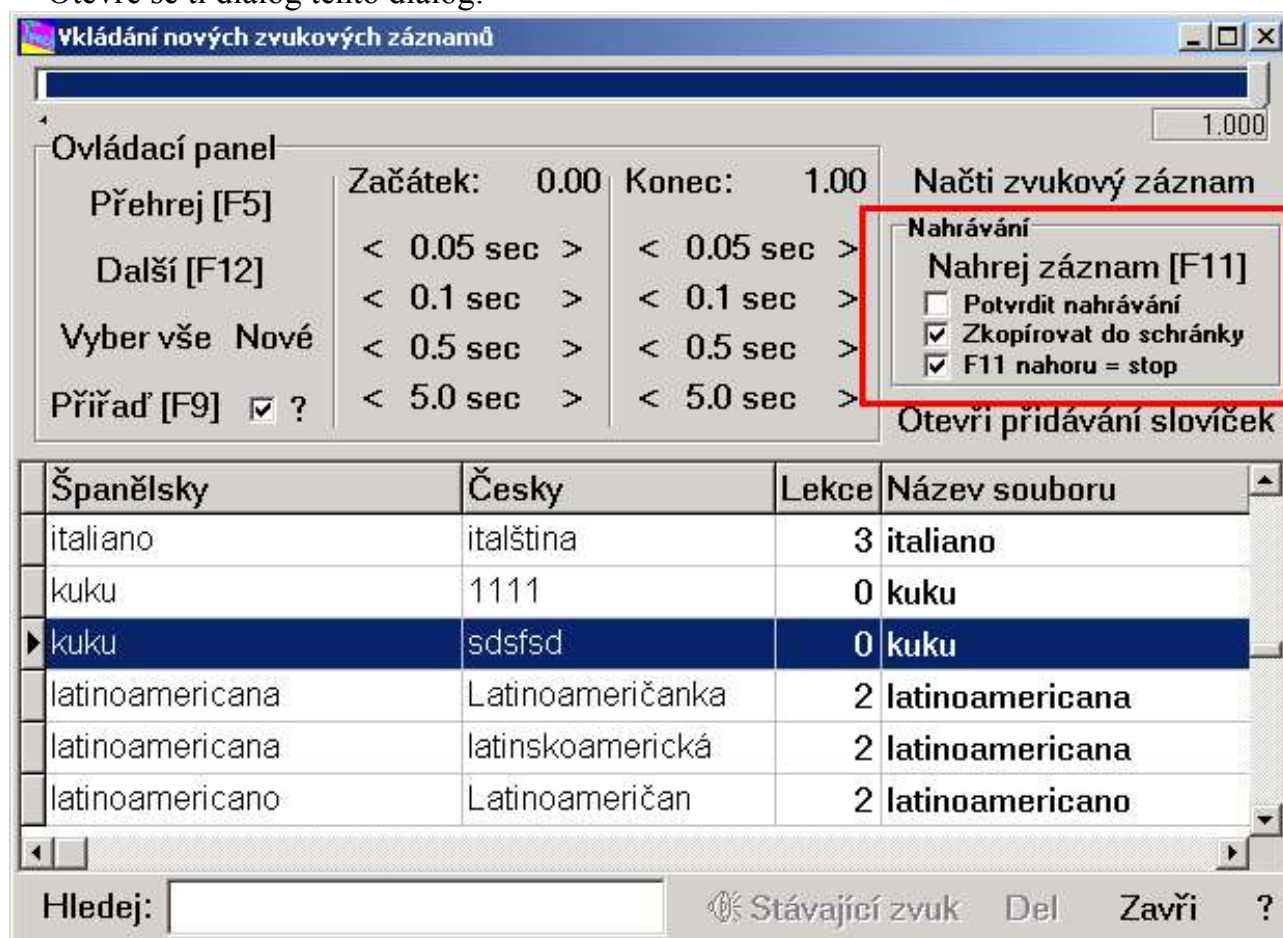 Otevře se ti dialog tento dialog:
Vkládání nových zvukových záznamů
1.000
Ovládací panel
Přehrej [F5]
Další [F12]
Vyber vše Nové
Přiřaď [F9] ?
Začátek: 0.00
< 0.05 sec >
< 0.1 sec >
< 0.5 sec >
< 5.0 sec >
Konec: 1.00
< 0.05 sec >
< 0.1 sec >
< 0.5 sec >
< 5.0 sec >
Načti zvukový záznam
Nahrávání
Nahrej záznam [F11]
Potvrdit nahrávání
Zkopírovat do schránky
F11 nahoru = stop
Otevři přidávání slovíček
Španělsky Česky Lekce Název souboru
italiano italština 3 italiano
kuku 1111 0 kuku
kuku sdsfsd 0 kuku
latinoamericana Latinoameričanka 2 latinoamericana
latinoamericana latinskoamerická 2 latinoamericana
latinoamericano Latinoameričan 2 latinoamericano
Hledej: Stávající zvuk Del Zavři ?